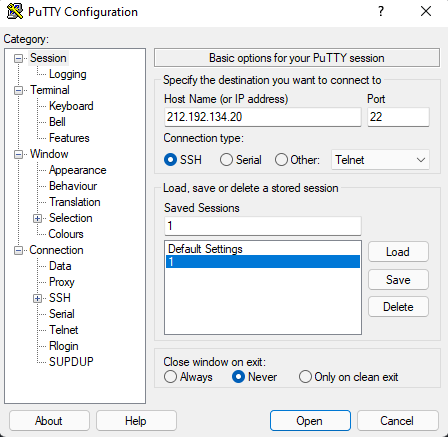 PuTTY Configuration
?
Category:
Session
Logging
Terminal
Keyboard
Bell
Features
Window
Appearance
Behaviour
Translation
Selection
Colours
Connection
Data
Proxy
SSH
Serial
Telnet
Rlogin
SUPDUP
Basic options for your PuTTY session
Specify the destination you want to connect to
Host Name (or IP address) Port
212.192.134.20 22
Connection type:
SSH Serial Other: Telnet
Load, save or delete a stored session
Saved Sessions
1
Default Settings
1
Load
Save
Delete
Close window on exit:
Always Never Only on clean exit
About Help Open Cancel